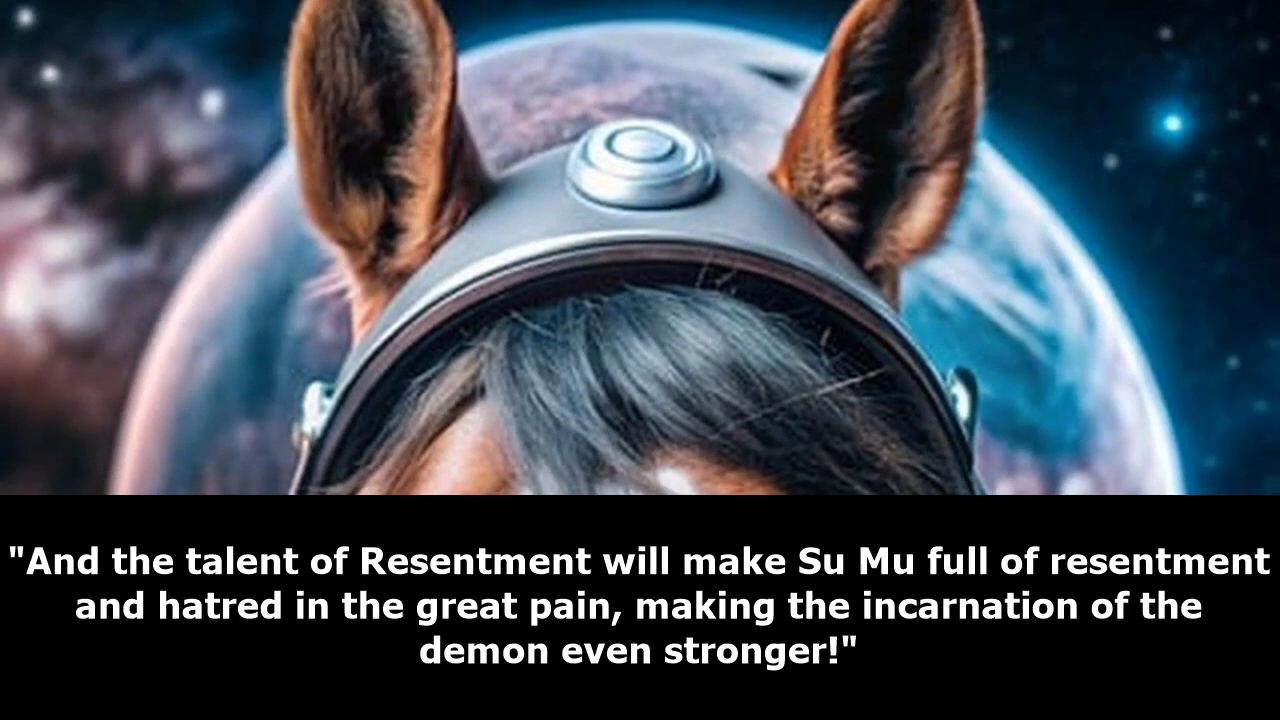 "And the talent of Resentment will make Su Mu full of resentment
and hatred in the great pain, making the incarnation of the
demon even stronger!"